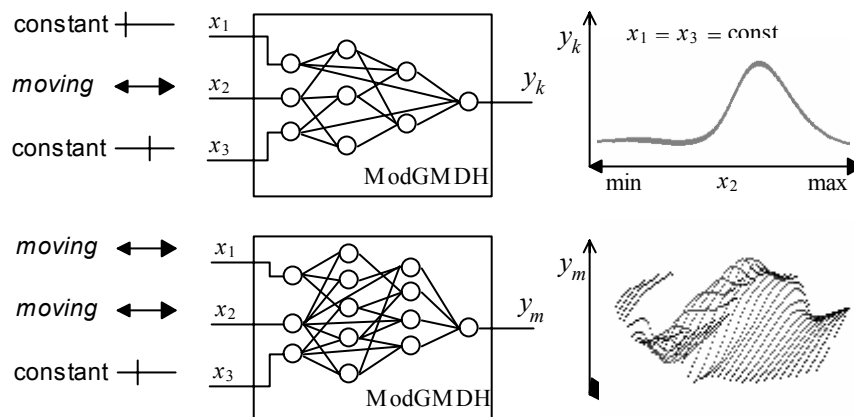 constant x₁
moving x₂
constant x₃
ModGMDH
yₖ
yₖ x₁ = x₃ = const
min x₂ max
moving x₁
moving x₂
constant x₃
ModGMDH
yₘ
yₘ